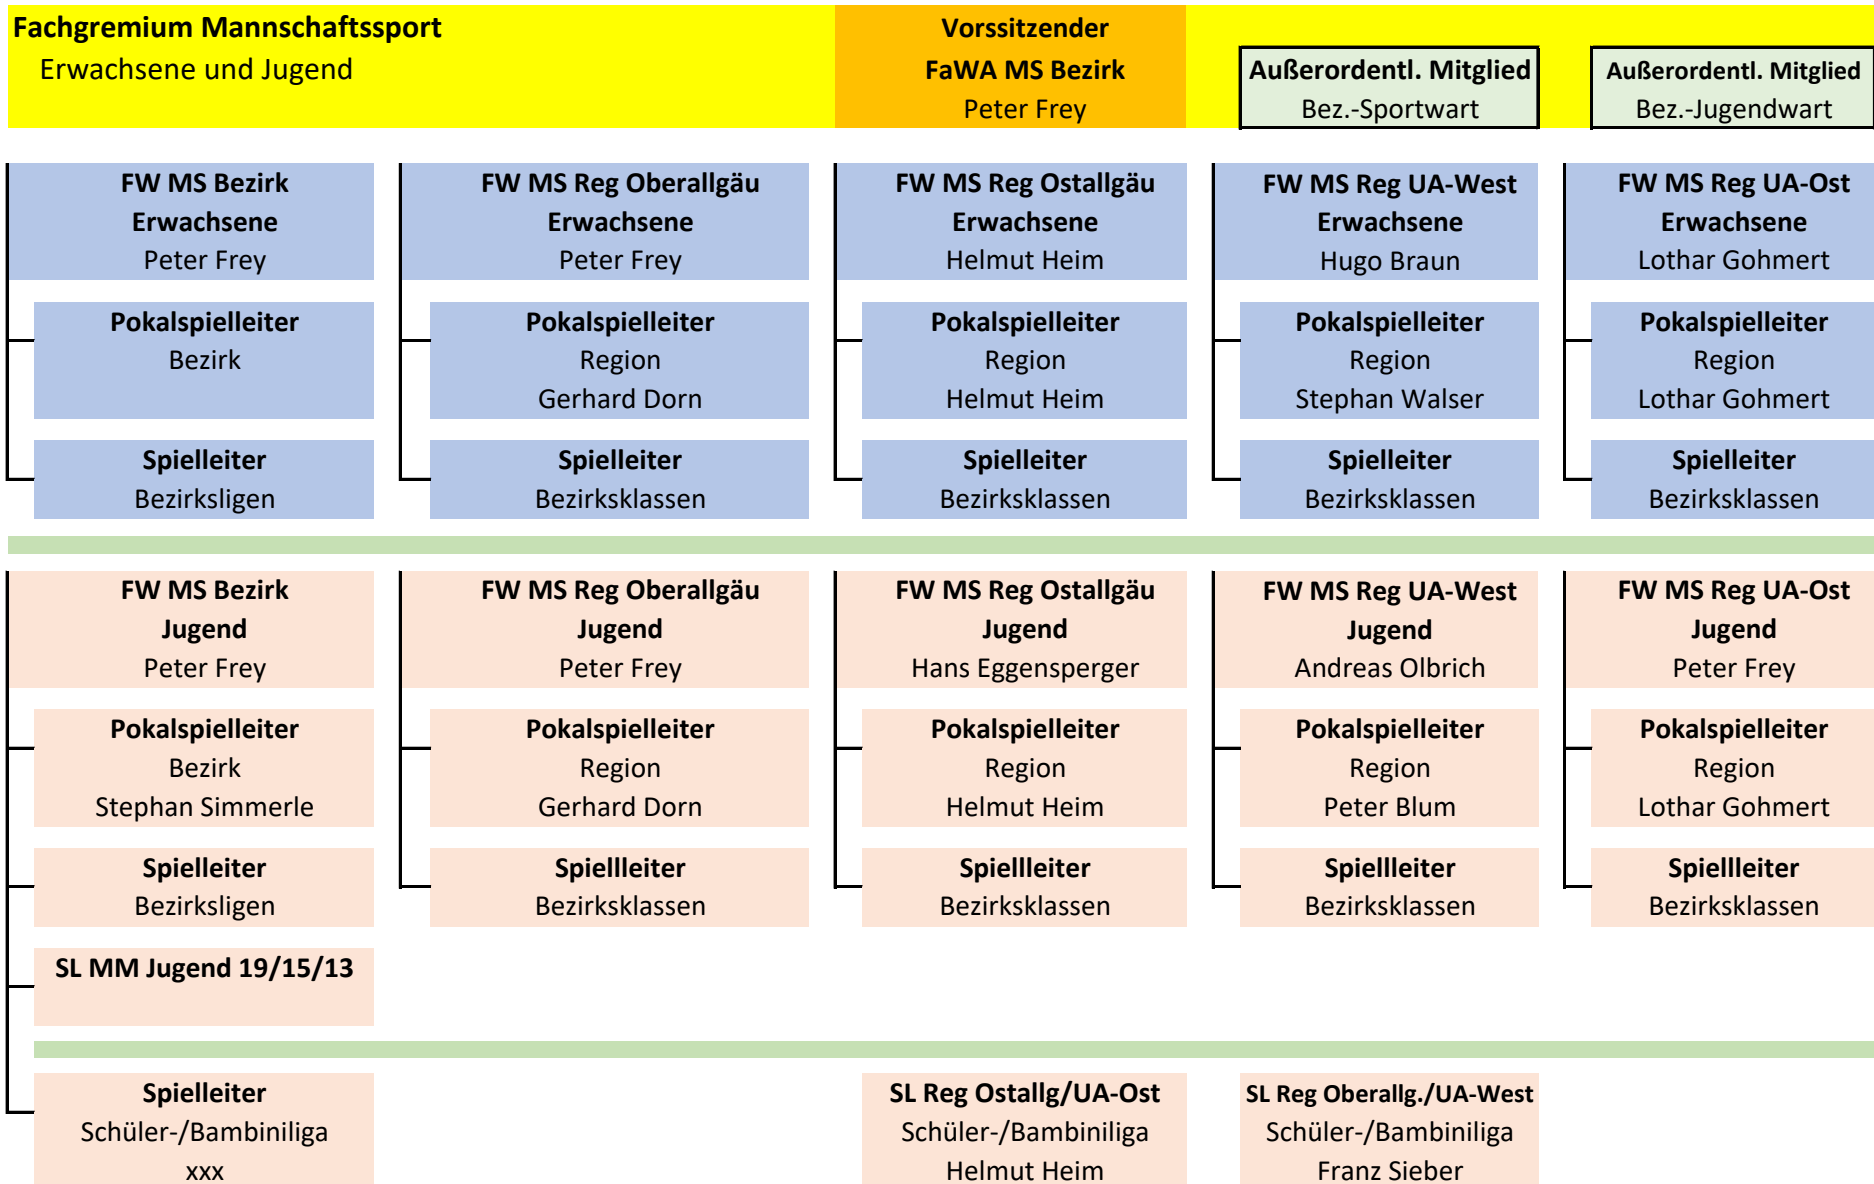 Fachgremium Mannschaftssport
Erwachsene und Jugend
Vorssitzender
FaWA MS Bezirk
Peter Frey
Außerordentl. Mitglied
Bez.-Sportwart
Außerordentl. Mitglied
Bez.-Jugendwart
FW MS Bezirk
Erwachsene
Peter Frey
FW MS Reg Oberallgäu
Erwachsene
Peter Frey
FW MS Reg Ostallgäu
Erwachsene
Helmut Heim
FW MS Reg UA-West
Erwachsene
Hugo Braun
FW MS Reg UA-Ost
Erwachsene
Lothar Gohmert
Pokalspielleiter
Bezirk
Pokalspielleiter
Region
Gerhard Dorn
Pokalspielleiter
Region
Helmut Heim
Pokalspielleiter
Region
Stephan Walser
Pokalspielleiter
Region
Lothar Gohmert
Spielleiter
Bezirksligen
Spielleiter
Bezirksklassen
Spielleiter
Bezirksklassen
Spielleiter
Bezirksklassen
Spielleiter
Bezirksklassen
FW MS Bezirk
Jugend
Peter Frey
FW MS Reg Oberallgäu
Jugend
Peter Frey
FW MS Reg Ostallgäu
Jugend
Hans Eggensperger
FW MS Reg UA-West
Jugend
Andreas Olbrich
FW MS Reg UA-Ost
Jugend
Peter Frey
Pokalspielleiter
Bezirk
Stephan Simmerle
Pokalspielleiter
Region
Gerhard Dorn
Pokalspielleiter
Region
Helmut Heim
Pokalspielleiter
Region
Peter Blum
Pokalspielleiter
Region
Lothar Gohmert
Spielleiter
Bezirksligen
Spiellleiter
Bezirksklassen
Spiellleiter
Bezirksklassen
Spiellleiter
Bezirksklassen
Spiellleiter
Bezirksklassen
SL MM Jugend 19/15/13
Spielleiter
Schüler-/Bambiniliga
xxx
SL Reg Ostallg/UA-Ost
Schüler-/Bambiniliga
Helmut Heim
SL Reg Oberallg./UA-West
Schüler-/Bambiniliga
Franz Sieber